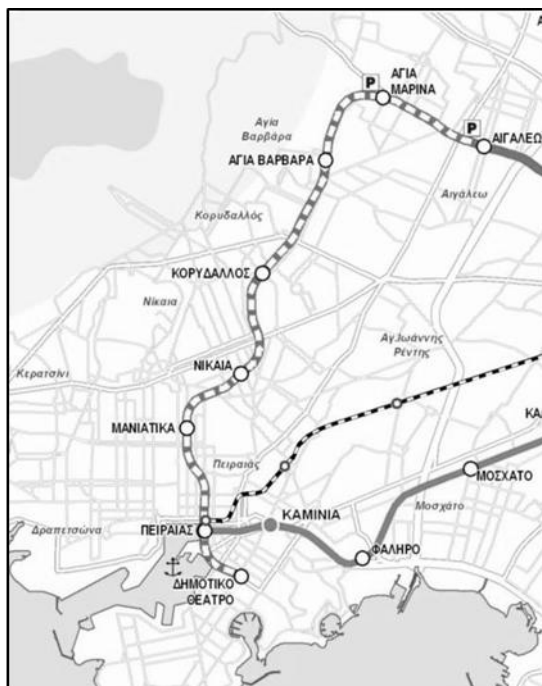 Α
P
ΑΓΙΑ
ΜΑΡΙΝΑ
P
ΑΙΓΑΛΕΩ
Αγία
Βαρβάρα
ΑΓΙΑ ΒΑΡΒΑΡΑ
Αιγάλεω
Κορυδαλλός
ΚΟΡΥΔΑΛΛΟΣ
Νίκαια
Αγ.Ιωάννης
Ρέντης
Κερατσίνι
ΝΙΚΑΙΑ
ΚΑΛ
ΜΑΝΙΑΤΙΚΑ
Πειραιάς
ΜΟΣΧΑΤΟ
Μοσχάτο
ΚΑΜΙΝΙΑ
Δραπετσώνα
ΠΕΙΡΑΙΑΣ
ΦΑΛΗΡΟ
ΔΗΜΟΤΙΚΟ
ΘΕΑΤΡΟ